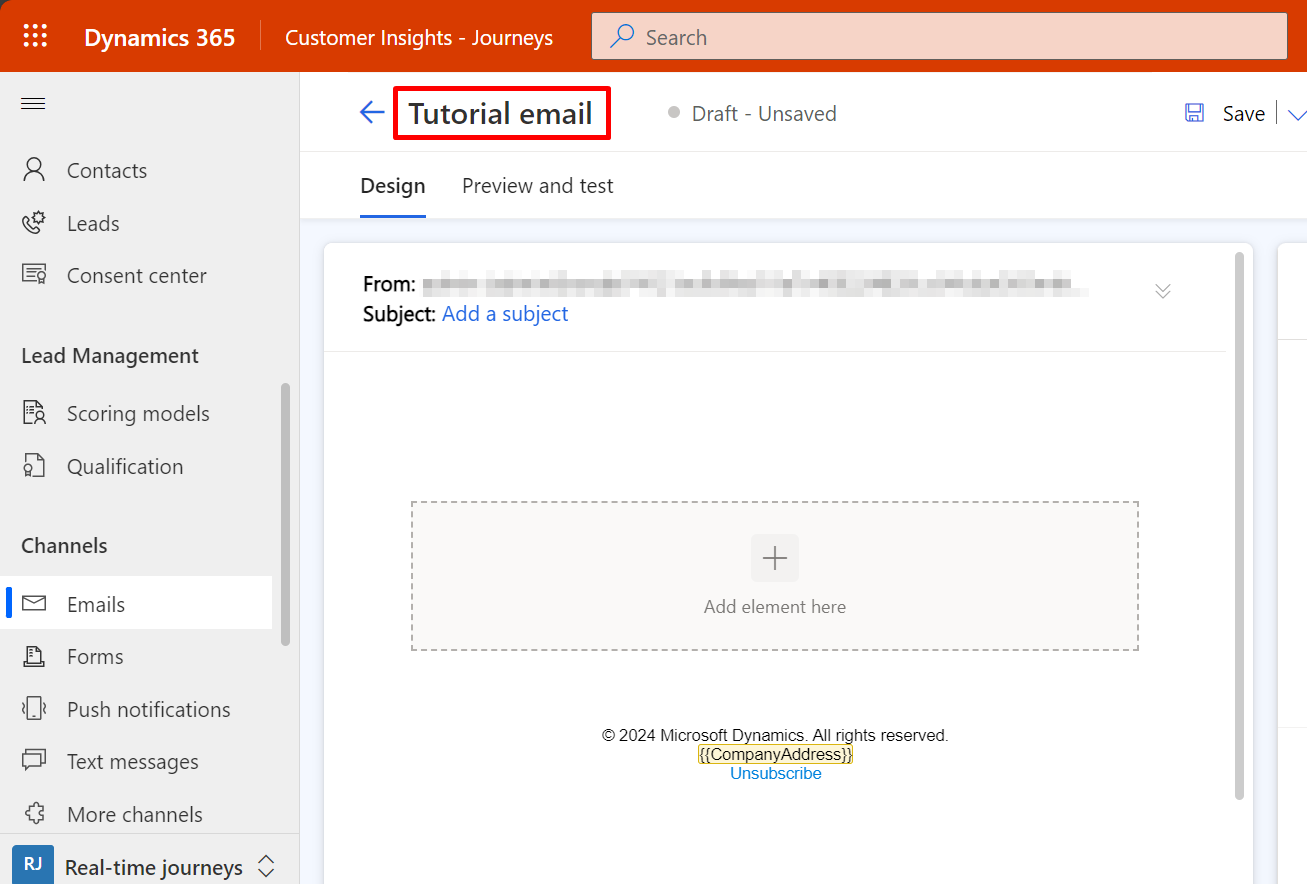 Dynamics 365
Customer Insights - Journeys
Search
Tutorial email
Draft - Unsaved
Save
Design
Preview and test
Contacts
Leads
Consent center
Lead Management
Scoring models
Qualification
Channels
Emails
Forms
Push notifications
Text messages
More channels
RJ
Real-time journeys
From:
Subject: Add a subject
Add element here
© 2024 Microsoft Dynamics. All rights reserved.
{{CompanyAddress}}
Unsubscribe